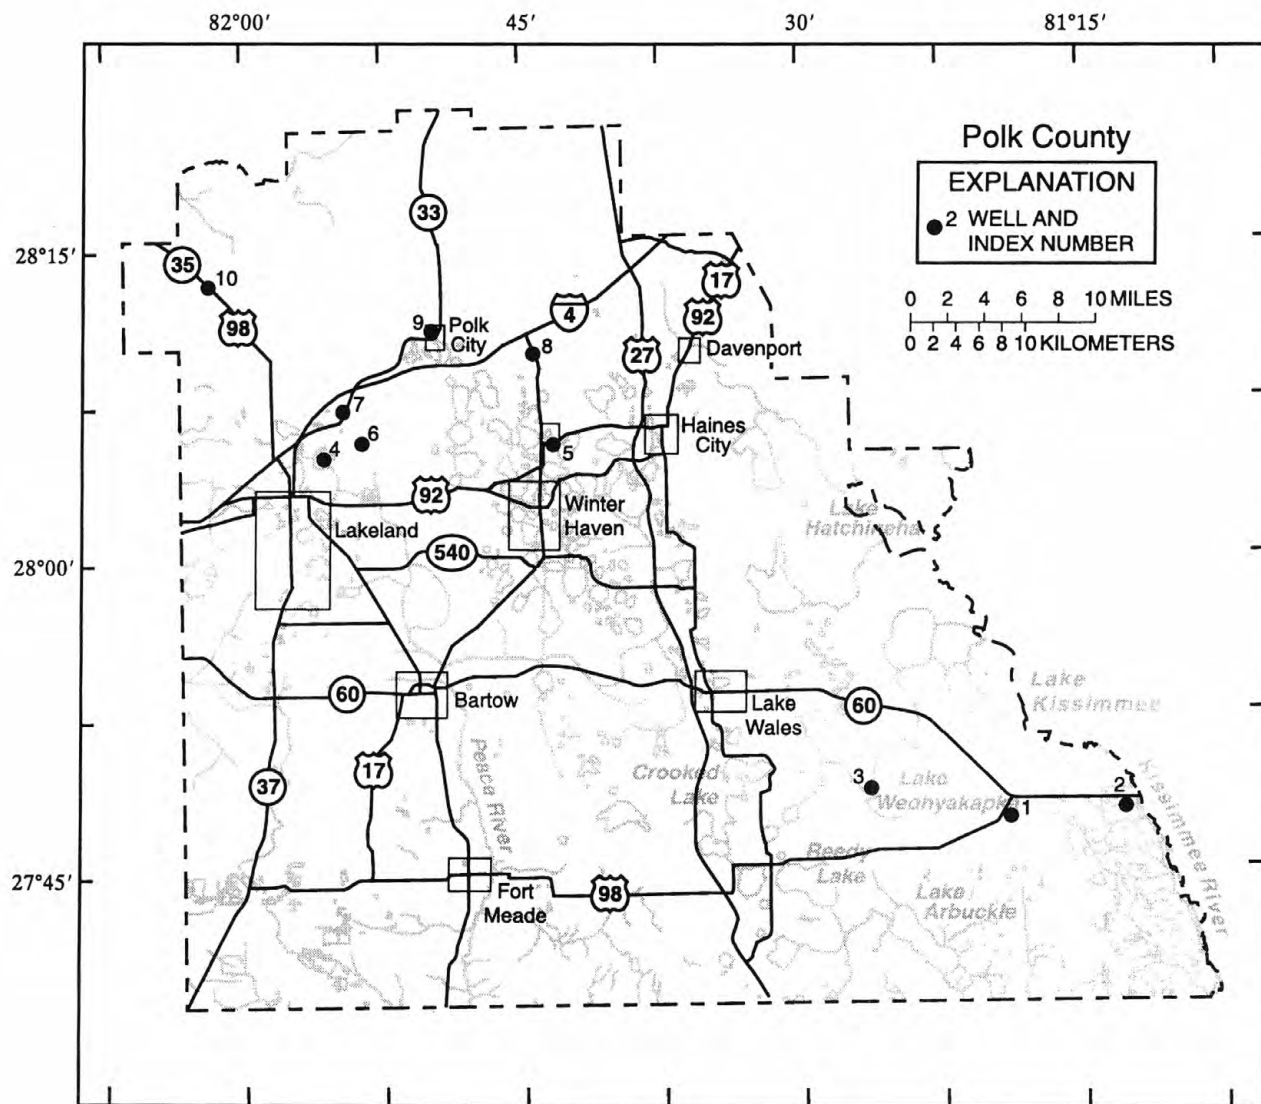 82°00′ 45′ 30′ 81°15′
Polk County
EXPLANATION
2 WELL AND
INDEX NUMBER
33
28°15′
35
10
17
0 2 4 6 8 10 MILES
0 2 4 6 8 10 KILOMETERS
98
9
Polk
City
4
92
8
27
Davenport
7
6
4
5
Haines
City
92
Lakeland
Winter
Haven
Lake
Hatchineha
540
28°00′
60
Bartow
Lake
Wales
60
Lake
Kissimmee
17
37
Peace River
Crooked
Lake
3
Lake
Weohyakapka
1
2
Kissimmee River
Reedy
Lake
27°45′
Fort
Meade
98
Lake
Arbuckle